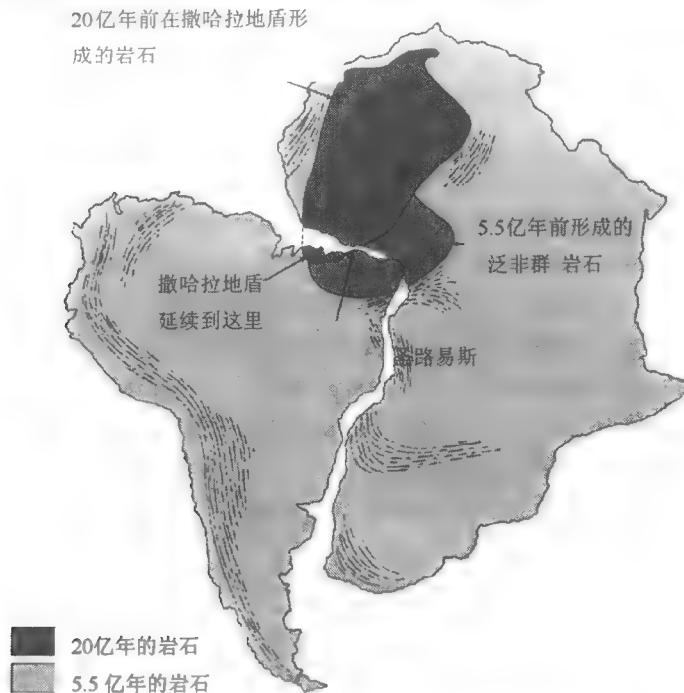 20亿年前在撒哈拉地盾形
成的岩石
5.5亿年前形成的
泛非群 岩石
撒哈拉地盾
延续到这里
圣路易斯
20亿年的岩石
5.5亿年的岩石